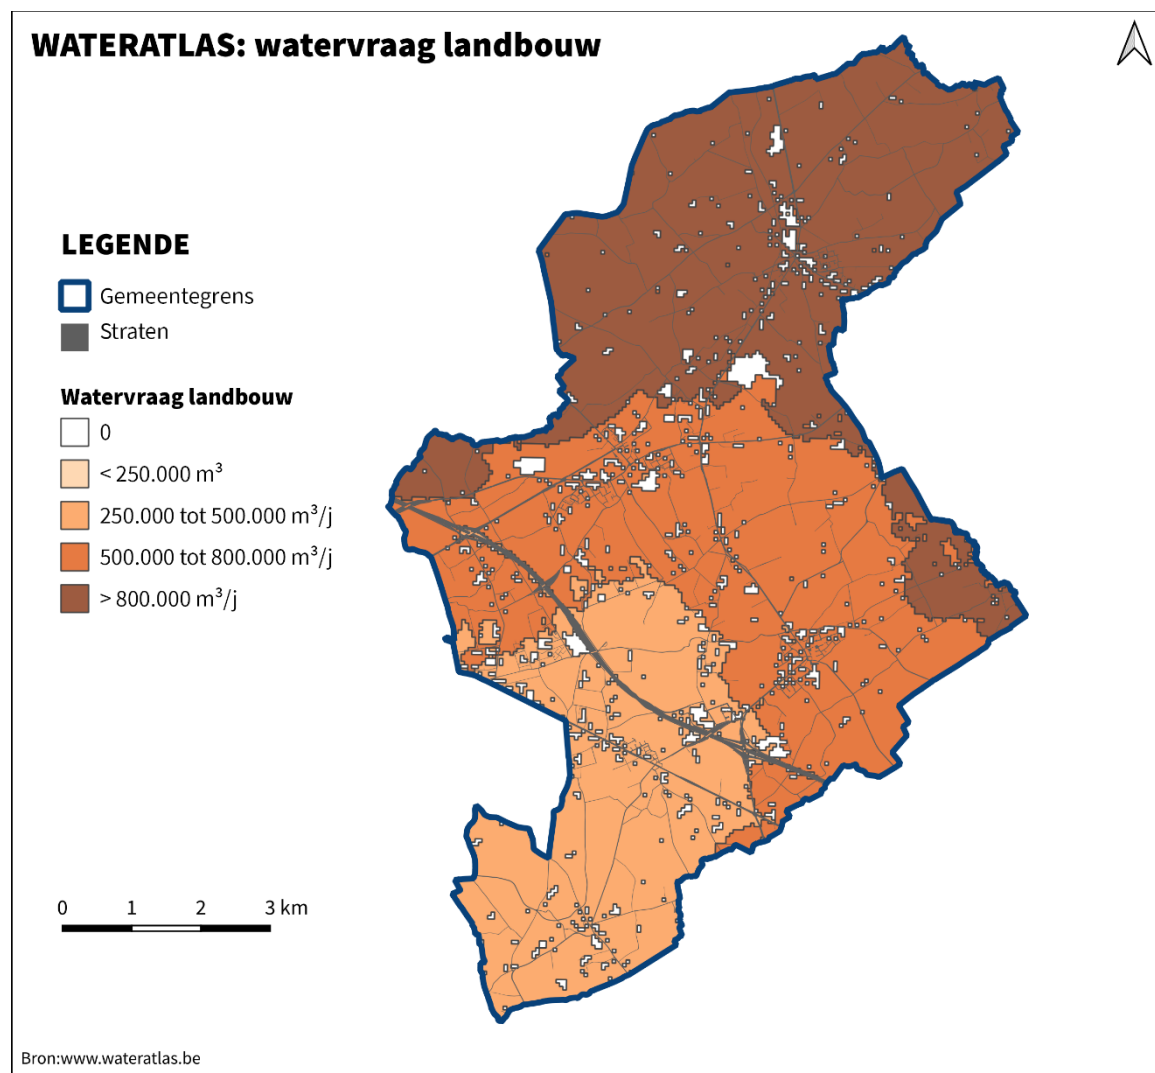 WATERATLAS: watervraag landbouw
LEGENDE
Gemeentegrens
Straten
Watervraag landbouw
0
< 250.000 m³
250.000 tot 500.000 m³/j
500.000 tot 800.000 m³/j
> 800.000 m³/j
0 1 2 3 km
Bron:www.wateratlas.be